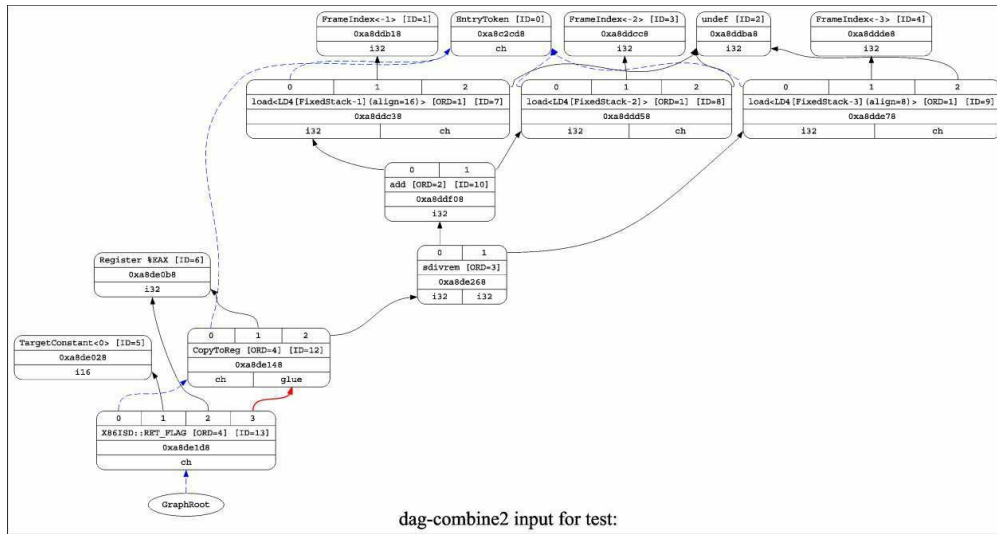 FrameIndex<-1> [ID=1]
0xa8ddb18
i32
EntryToken [ID=0]
0xa8c2cd8
ch
FrameIndex<-2> [ID=3]
0xa8ddcc8
i32
undef [ID=2]
0xa8ddba8
i32
FrameIndex<-3> [ID=4]
0xa8ddde8
i32
0 1 2
load<LD4[FixedStack-1](align=16)> [ORD=1] [ID=7]
0xa8ddc38
i32 ch
0 1 2
load<LD4[FixedStack-2]> [ORD=1] [ID=8]
0xa8ddd58
i32 ch
0 1 2
load<LD4[FixedStack-3](align=8)> [ORD=1] [ID=9]
0xa8dde78
i32 ch
0 1
add [ORD=2] [ID=10]
0xa8ddf08
i32
0 1
sdivrem [ORD=3]
0xa8de268
i32 i32
Register %EAX [ID=6]
0xa8de0b8
i32
0 1 2
CopyToReg [ORD=4] [ID=12]
0xa8de148
ch glue
TargetConstant<0> [ID=5]
0xa8de028
i16
0 1 2 3
X86ISD::RET_FLAG [ORD=4] [ID=13]
0xa8de1d8
ch
GraphRoot
dag-combine2 input for test: